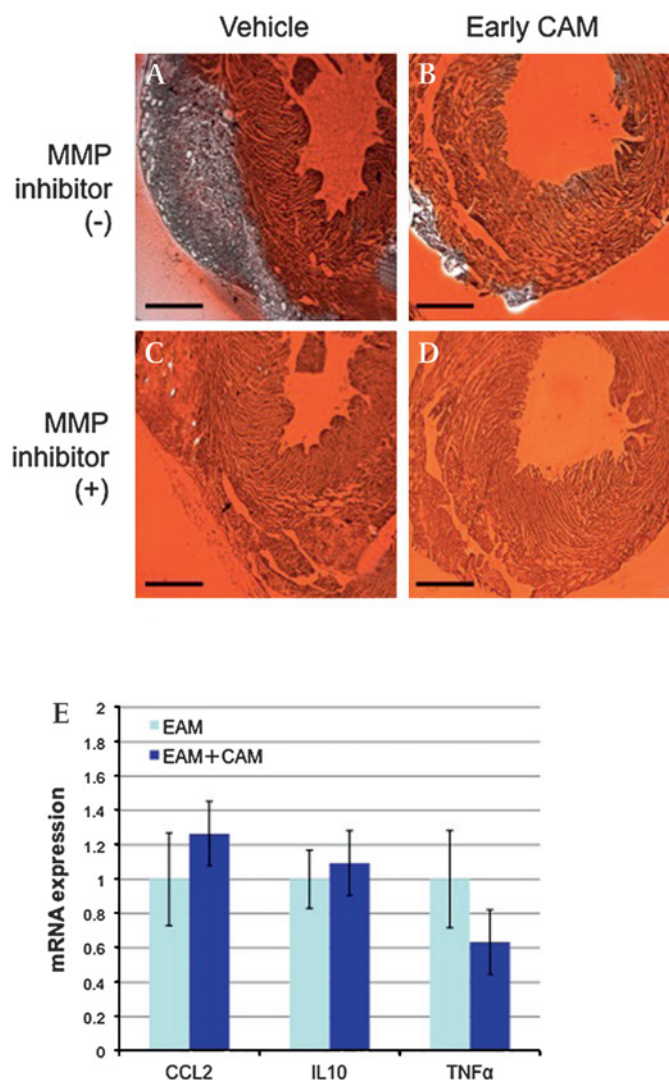 Vehicle
Early CAM
MMP
inhibitor
(-)
A
B
MMP
inhibitor
(+)
C
D
E
EAM
EAM+CAM
mRNA expression
2
1.8
1.6
1.4
1.2
1
0.8
0.6
0.4
0.2
0
CCL2
IL10
TNFα